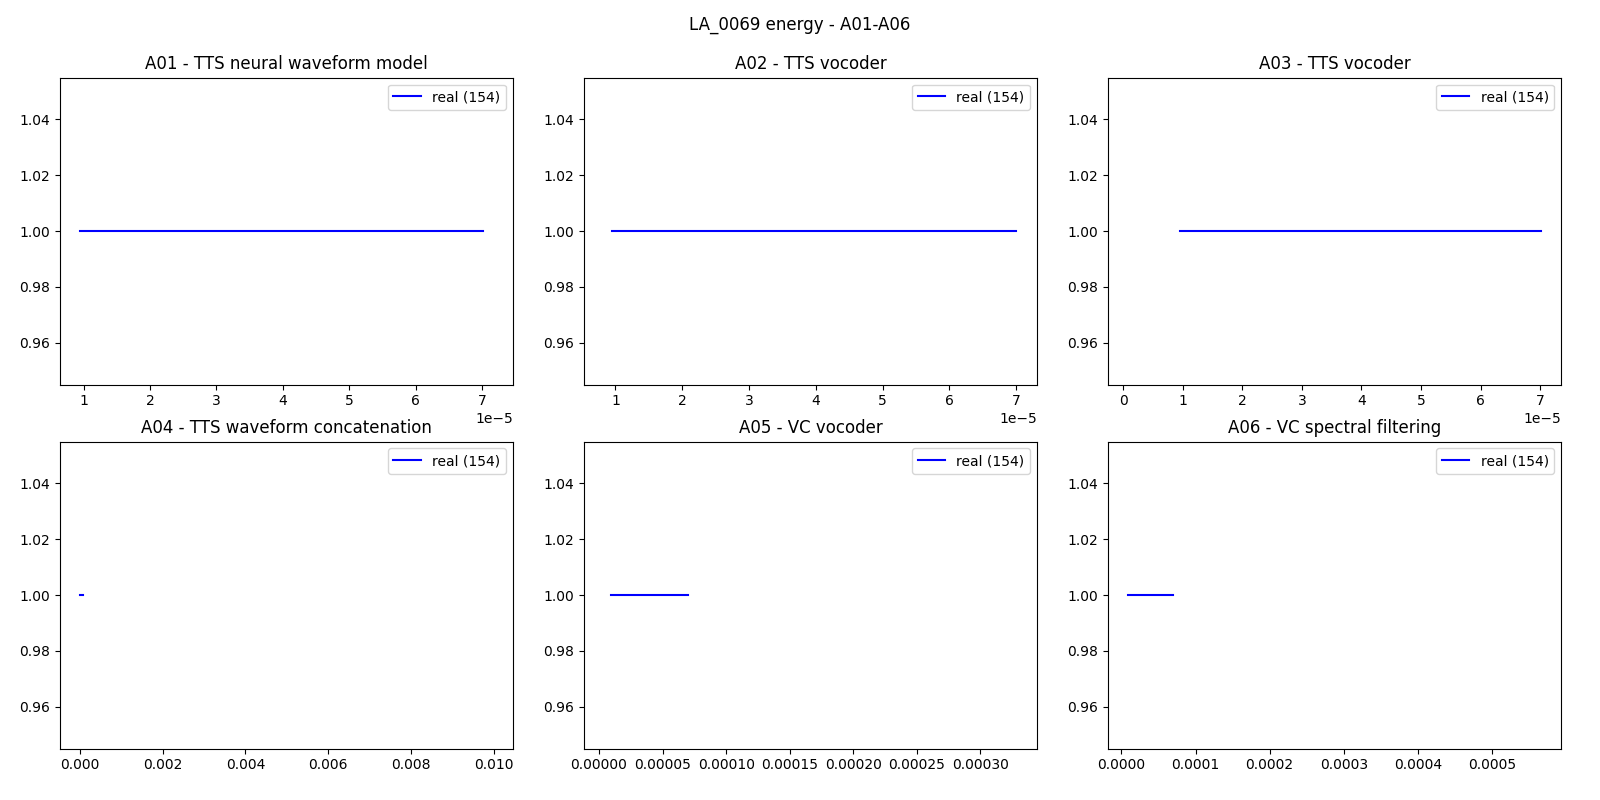 LA_0069 energy - A01-A06
A01 - TTS neural waveform model
A02 - TTS vocoder
A03 - TTS vocoder
real (154)
real (154)
real (154)
1.04
1.02
1.00
0.98
0.96
1.04
1.02
1.00
0.98
0.96
1.04
1.02
1.00
0.98
0.96
1 2 3 4 5 6 7
1e−5
1 2 3 4 5 6 7
1e−5
0 1 2 3 4 5 6 7
1e−5
A04 - TTS waveform concatenation
A05 - VC vocoder
A06 - VC spectral filtering
real (154)
real (154)
real (154)
1.04
1.02
1.00
0.98
0.96
1.04
1.02
1.00
0.98
0.96
1.04
1.02
1.00
0.98
0.96
0.000 0.002 0.004 0.006 0.008 0.010
0.00000 0.00005 0.00010 0.00015 0.00020 0.00025 0.00030
0.0000 0.0001 0.0002 0.0003 0.0004 0.0005